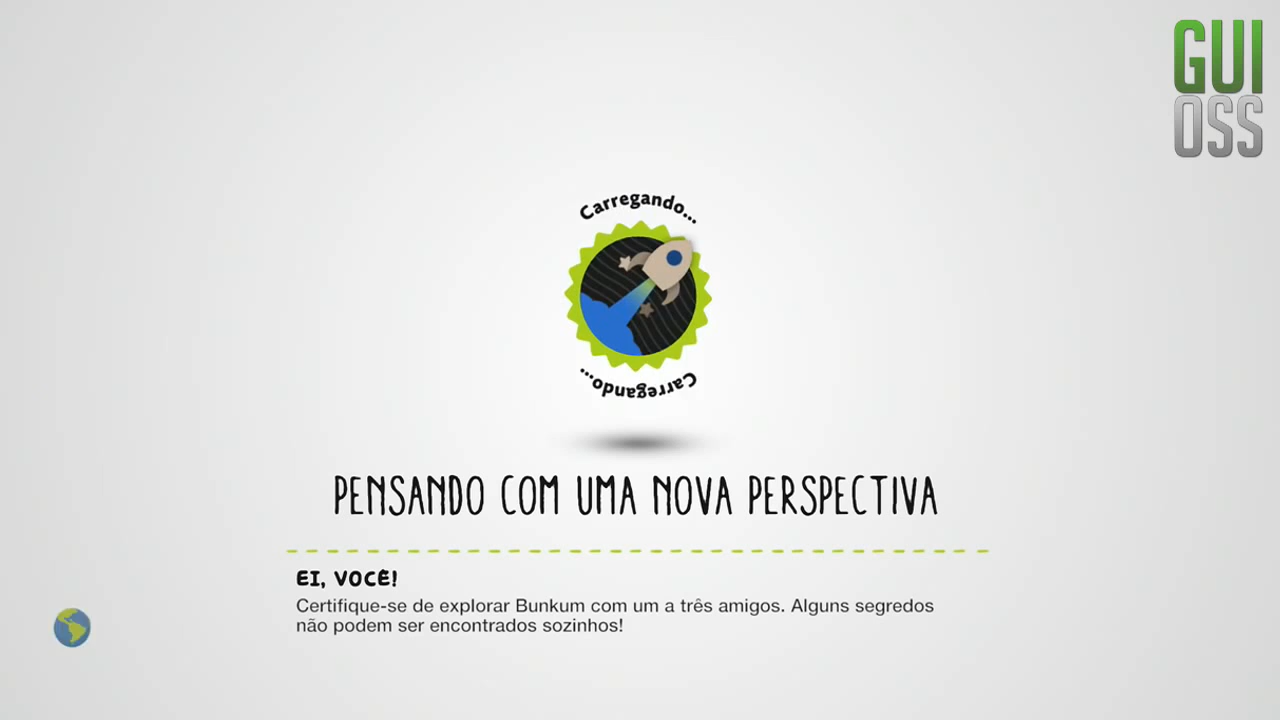 GUI
OSS
Carregando...
Carregando...
PENSANDO COM UMA NOVA PERSPECTIVA
EI, VOCÊ!
Certifique-se de explorar Bunkum com um a três amigos. Alguns segredos
não podem ser encontrados sozinhos!